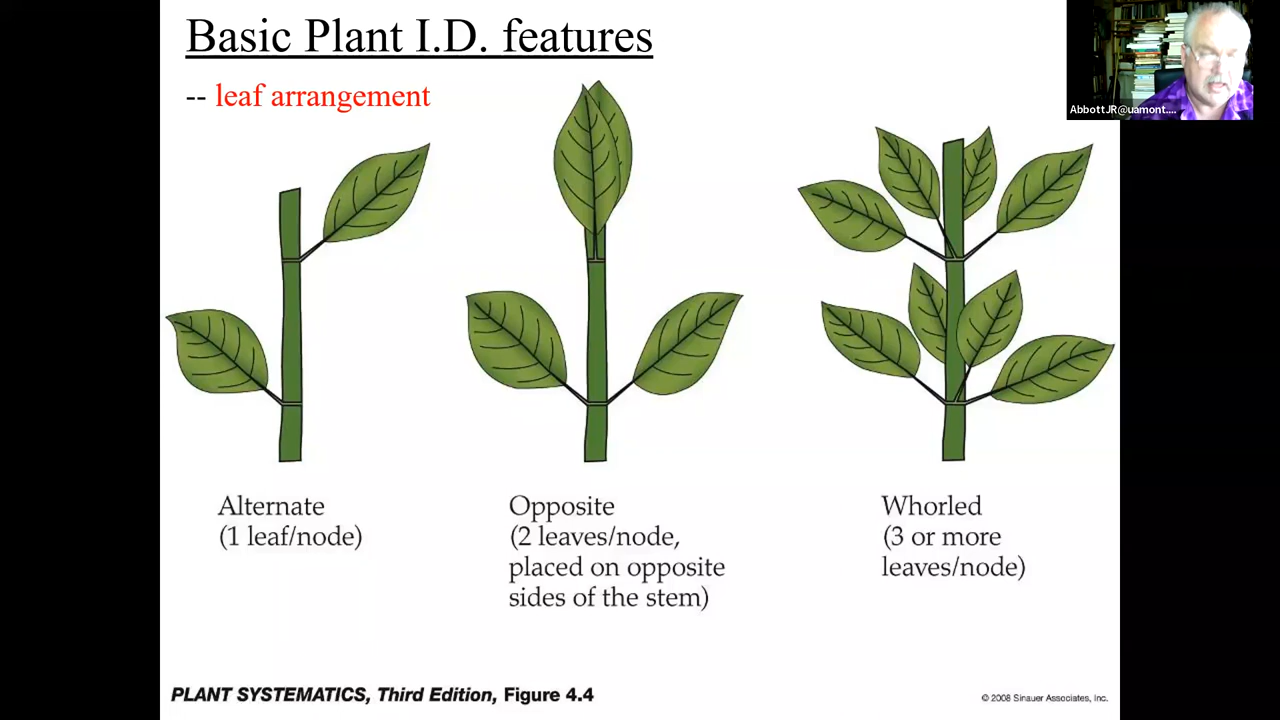 Basic Plant I.D. features
-- leaf arrangement
AbbottJR@uamont....
Alternate
(1 leaf/node)
Opposite
(2 leaves/node,
placed on opposite
sides of the stem)
Whorled
(3 or more
leaves/node)
PLANT SYSTEMATICS, Third Edition, Figure 4.4
© 2008 Sinauer Associates, Inc.